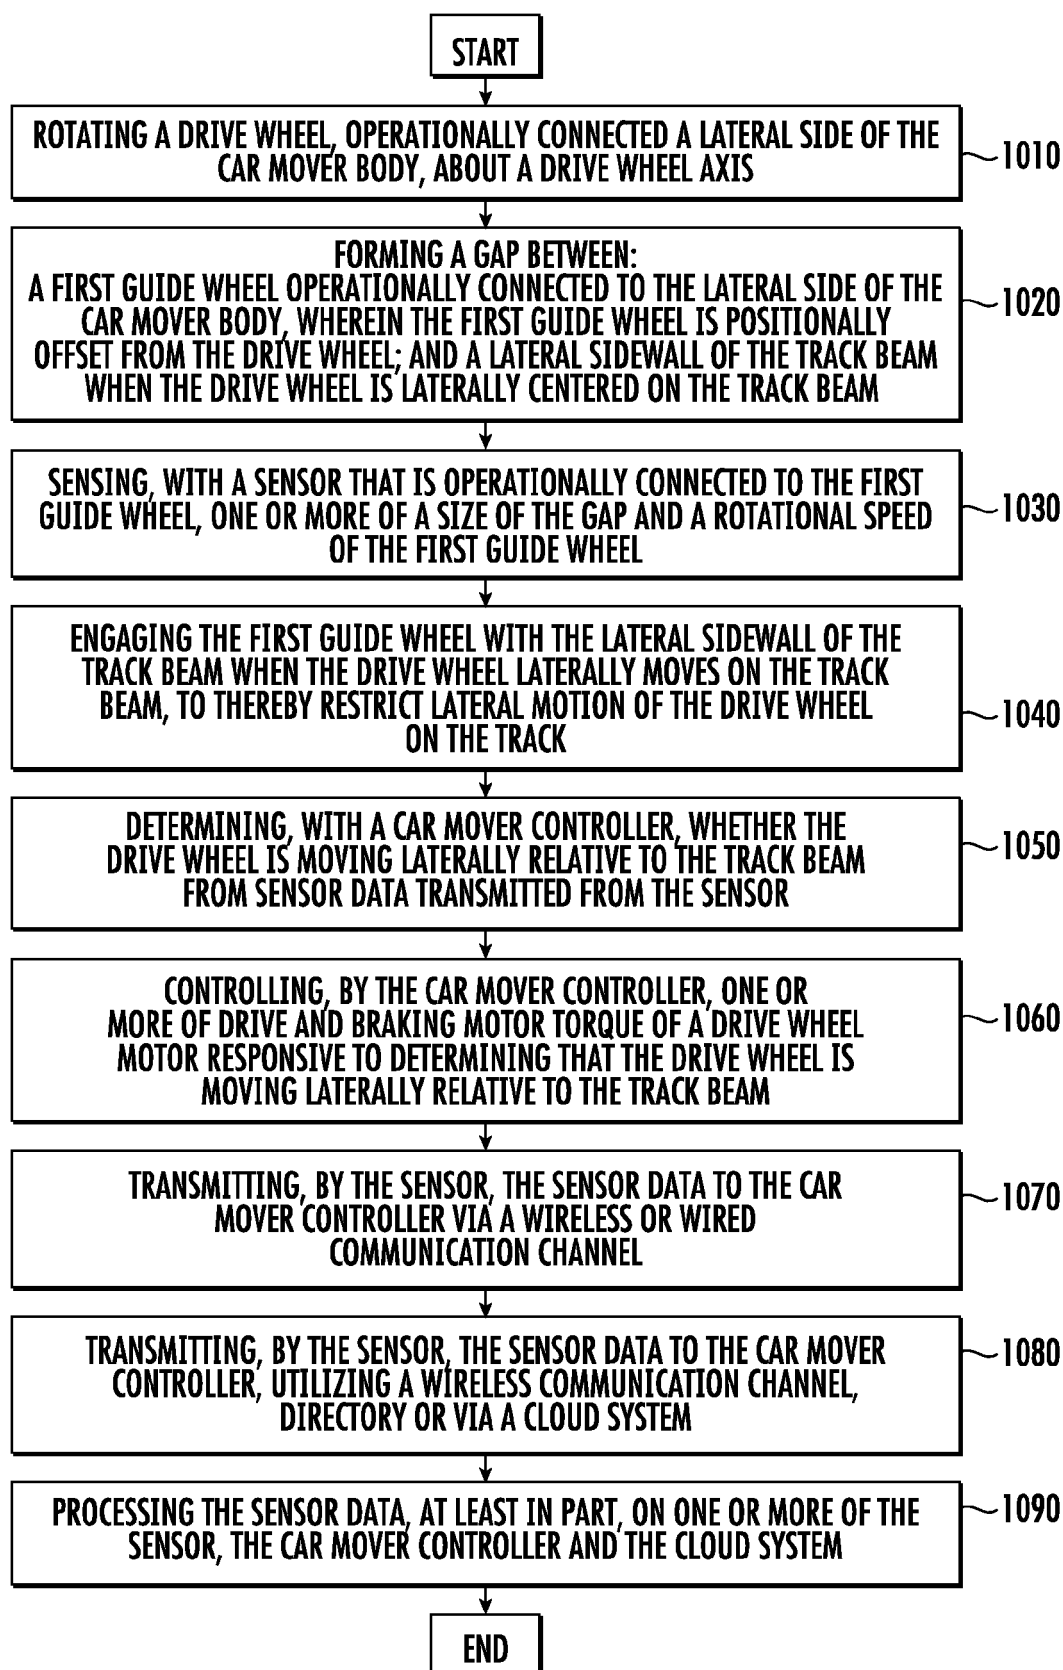 START
ROTATING A DRIVE WHEEL, OPERATIONALLY CONNECTED A LATERAL SIDE OF THE
CAR MOVER BODY, ABOUT A DRIVE WHEEL AXIS
1010
FORMING A GAP BETWEEN:
A FIRST GUIDE WHEEL OPERATIONALLY CONNECTED TO THE LATERAL SIDE OF THE
CAR MOVER BODY, WHEREIN THE FIRST GUIDE WHEEL IS POSITIONALLY
OFFSET FROM THE DRIVE WHEEL; AND A LATERAL SIDEWALL OF THE TRACK BEAM
WHEN THE DRIVE WHEEL IS LATERALLY CENTERED ON THE TRACK BEAM
1020
SENSING, WITH A SENSOR THAT IS OPERATIONALLY CONNECTED TO THE FIRST
GUIDE WHEEL, ONE OR MORE OF A SIZE OF THE GAP AND A ROTATIONAL SPEED
OF THE FIRST GUIDE WHEEL
1030
ENGAGING THE FIRST GUIDE WHEEL WITH THE LATERAL SIDEWALL OF THE
TRACK BEAM WHEN THE DRIVE WHEEL LATERALLY MOVES ON THE TRACK
BEAM, TO THEREBY RESTRICT LATERAL MOTION OF THE DRIVE WHEEL
ON THE TRACK
1040
DETERMINING, WITH A CAR MOVER CONTROLLER, WHETHER THE
DRIVE WHEEL IS MOVING LATERALLY RELATIVE TO THE TRACK BEAM
FROM SENSOR DATA TRANSMITTED FROM THE SENSOR
1050
CONTROLLING, BY THE CAR MOVER CONTROLLER, ONE OR
MORE OF DRIVE AND BRAKING MOTOR TORQUE OF A DRIVE WHEEL
MOTOR RESPONSIVE TO DETERMINING THAT THE DRIVE WHEEL IS
MOVING LATERALLY RELATIVE TO THE TRACK BEAM
1060
TRANSMITTING, BY THE SENSOR, THE SENSOR DATA TO THE CAR
MOVER CONTROLLER VIA A WIRELESS OR WIRED
COMMUNICATION CHANNEL
1070
TRANSMITTING, BY THE SENSOR, THE SENSOR DATA TO THE CAR MOVER
CONTROLLER, UTILIZING A WIRELESS COMMUNICATION CHANNEL,
DIRECTORY OR VIA A CLOUD SYSTEM
1080
PROCESSING THE SENSOR DATA, AT LEAST IN PART, ON ONE OR MORE OF THE
SENSOR, THE CAR MOVER CONTROLLER AND THE CLOUD SYSTEM
1090
END